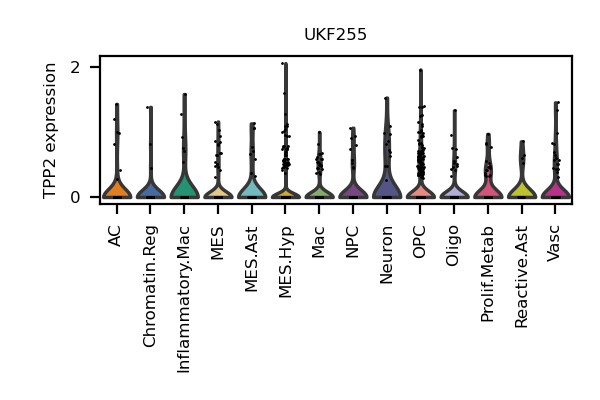 UKF255
TPP2 expression
2
0
AC
Chromatin.Reg
Inflammatory.Mac
MES
MES.Ast
MES.Hyp
Mac
NPC
Neuron
OPC
Oligo
Prolif.Metab
Reactive.Ast
Vasc